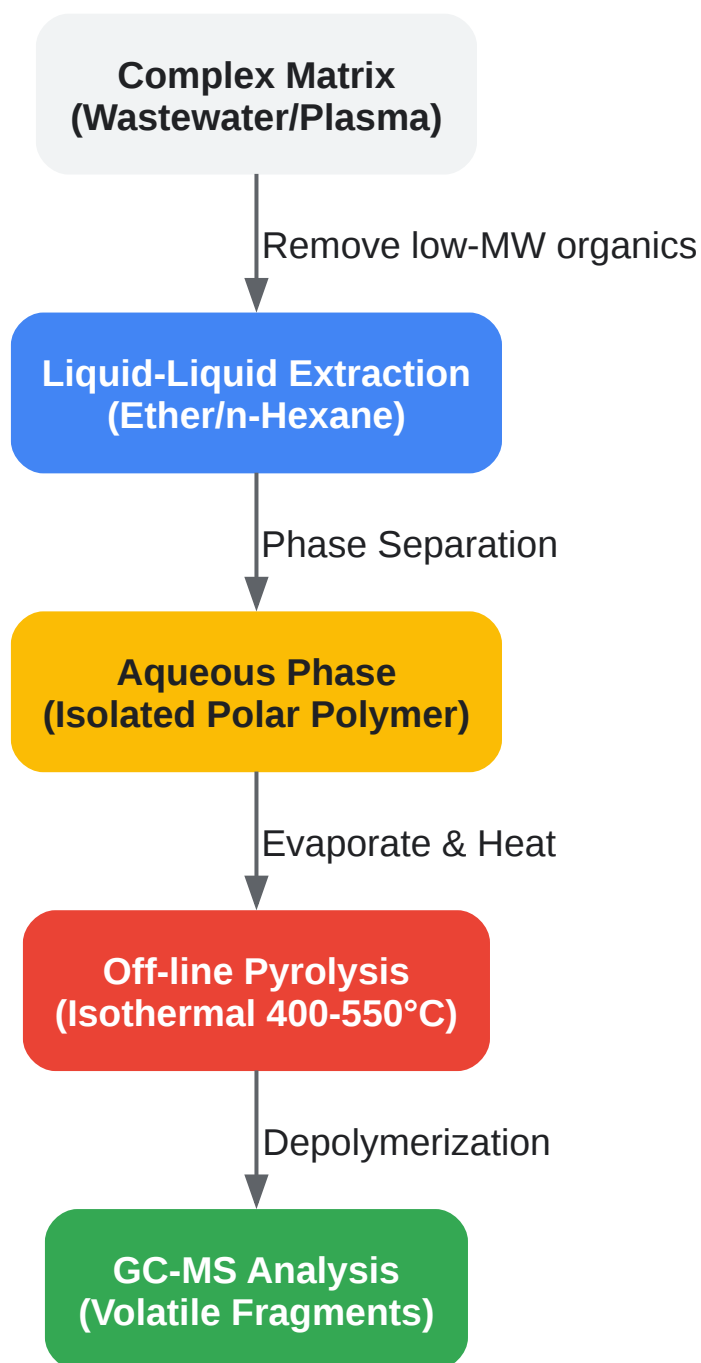 Complex Matrix
(Wastewater/Plasma)
Remove low-MW organics
Liquid-Liquid Extraction
(Ether/n-Hexane)
Phase Separation
Aqueous Phase
(Isolated Polar Polymer)
Evaporate & Heat
Off-line Pyrolysis
(Isothermal 400-550°C)
Depolymerization
GC-MS Analysis
(Volatile Fragments)